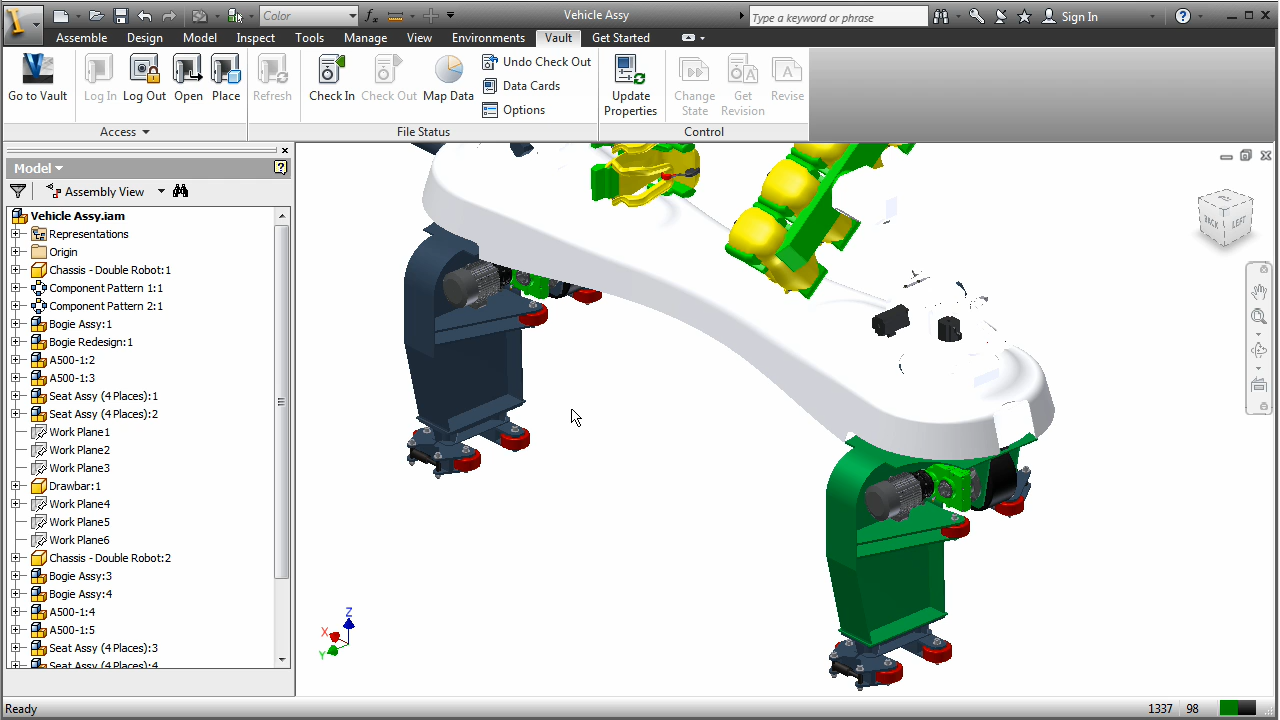 Color
Vehicle Assy
Type a keyword or phrase
Sign In
Assemble
Design
Model
Inspect
Tools
Manage
View
Environments
Vault
Get Started
Go to Vault
Log In
Log Out
Open
Place
Refresh
Check In
Check Out
Map Data
Undo Check Out
Data Cards
Options
Update Properties
Change State
Get Revision
Revise
Access
File Status
Control
Model
Assembly View
Vehicle Assy.iam
Representations
Origin
Chassis - Double Robot:1
Component Pattern 1:1
Component Pattern 2:1
Bogie Assy:1
Bogie Redesign:1
A500-1:2
A500-1:3
Seat Assy (4 Places):1
Seat Assy (4 Places):2
Work Plane1
Work Plane2
Work Plane3
Drawbar:1
Work Plane4
Work Plane5
Work Plane6
Chassis - Double Robot:2
Bogie Assy:3
Bogie Assy:4
A500-1:4
A500-1:5
Seat Assy (4 Places):3
Seat Assy (4 Places):4
BACK
LEFT
Z
X
Y
Ready
1337
98